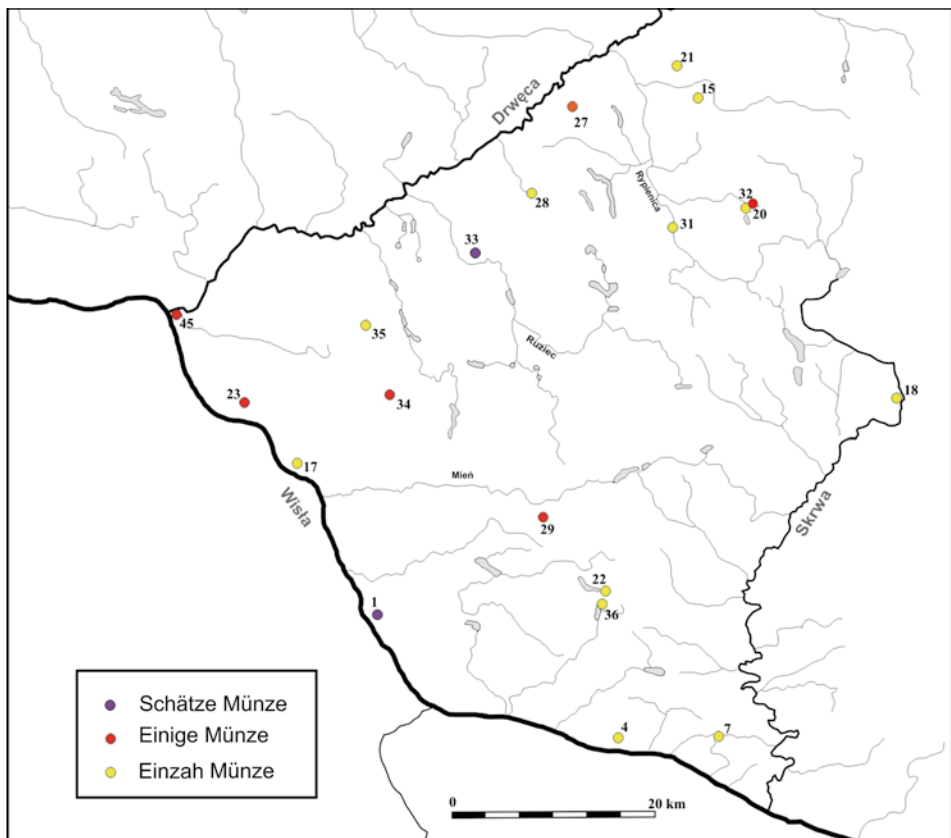 21
15
Drwęca
27
Rypienica
32
20
28
31
33
45
35
Ruziec
18
23
34
17
Mień
Wisła
Skrwa
29
22
1
36
4
7
Schätze Münze
Einige Münze
Einzah Münze
0 20 km